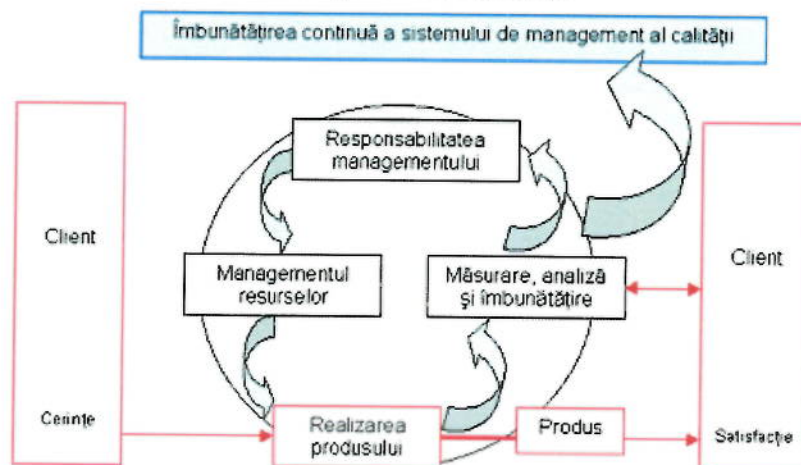 Îmbunătățirea continuă a sistemului de management al calității
Responsabilitatea
managementului
Client
Client
Managementul
resurselor
Măsurare, analiză
și îmbunătățire
Cerințe
Realizarea
produsului
Produs
Satisfacție